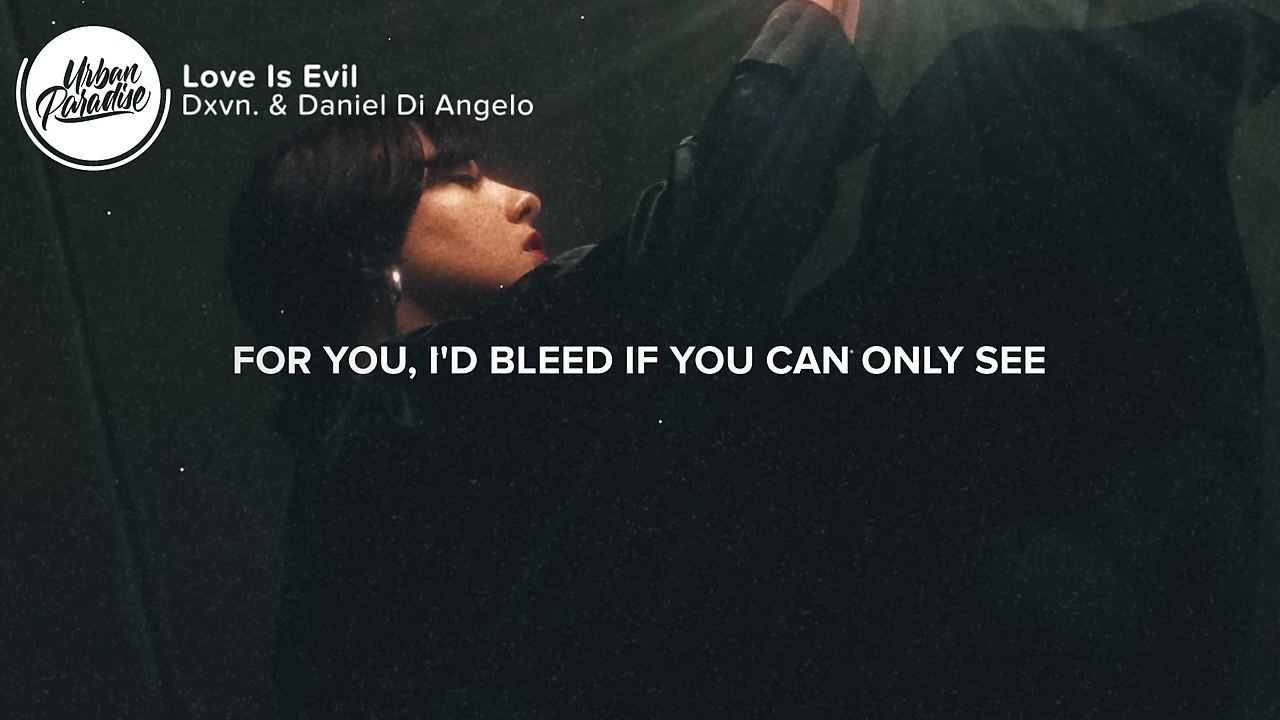 Urban
Paradise
Love Is Evil
Dxvn. & Daniel Di Angelo
FOR YOU, I'D BLEED IF YOU CAN ONLY SEE